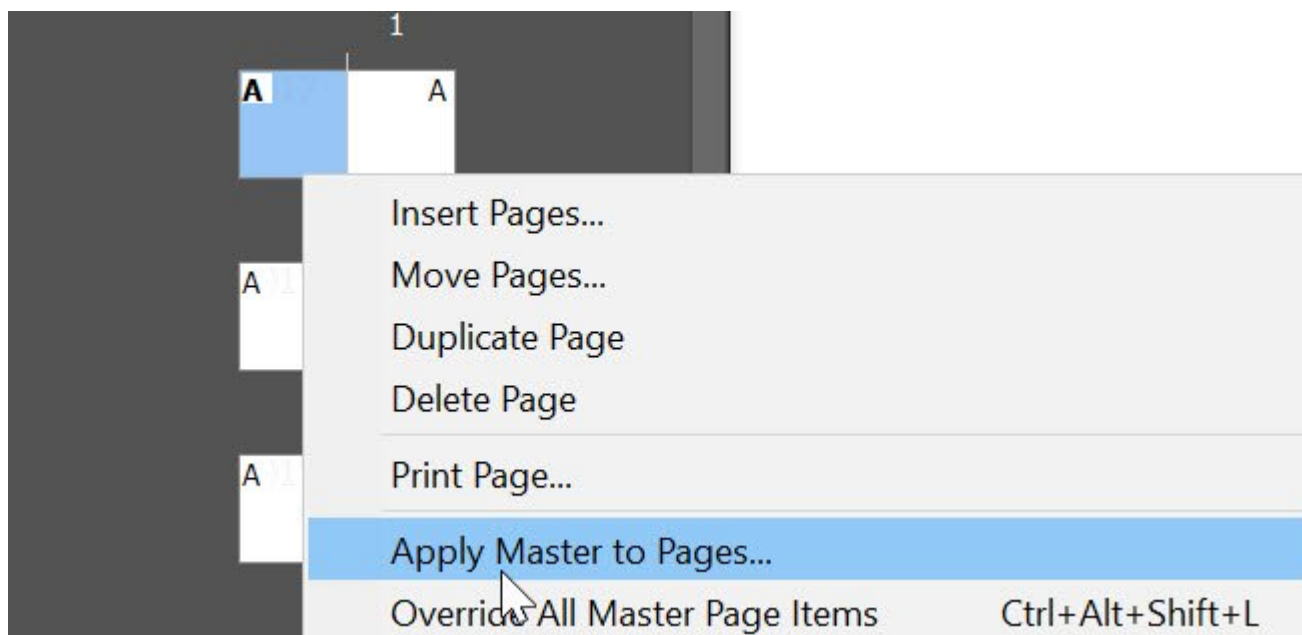 1
A A
Insert Pages...
Move Pages...
A
Duplicate Page
Delete Page
A
Print Page...
Apply Master to Pages...
Override All Master Page Items Ctrl+Alt+Shift+L